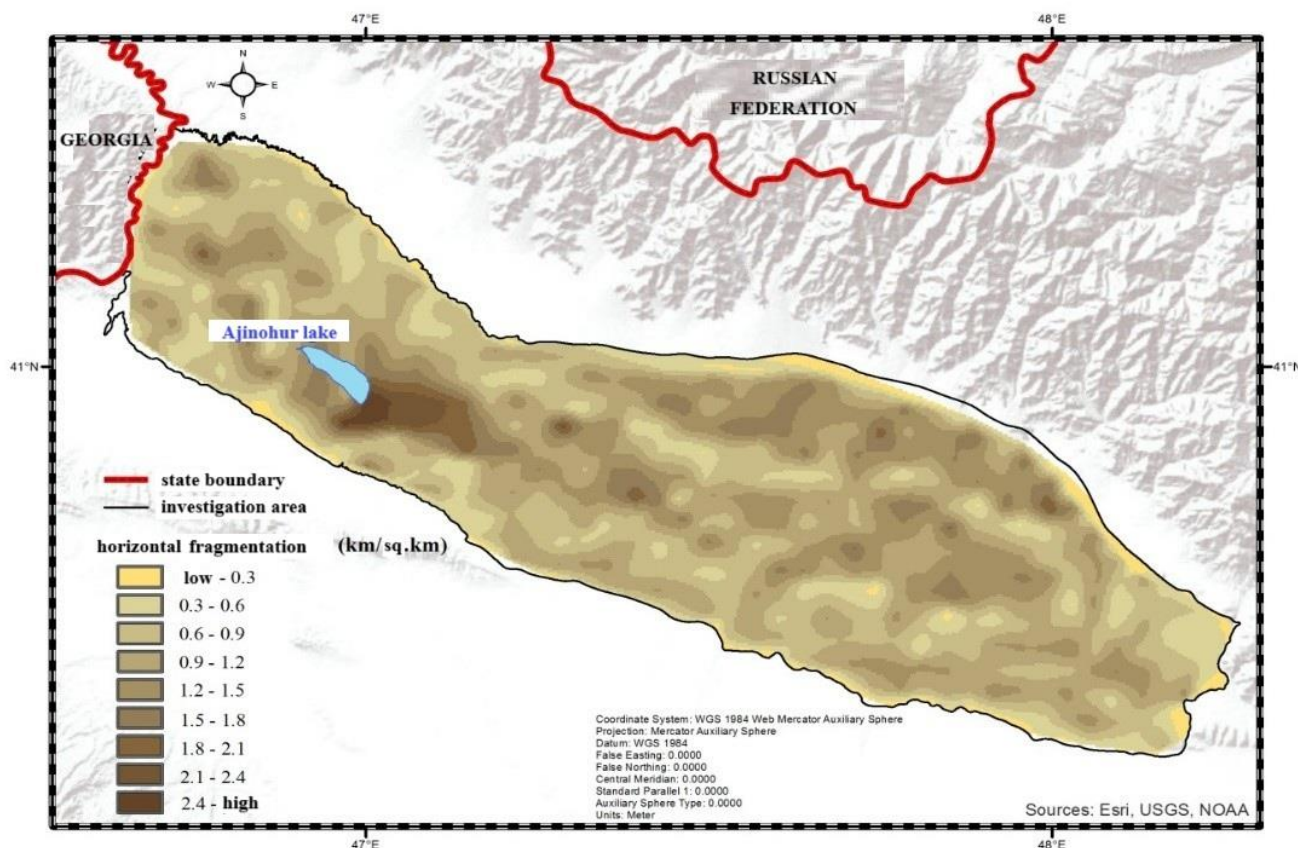 47°E
48°E
N
W E
S
RUSSIAN
FEDERATION
GEORGIA
Ajinohur lake
41°N
41°N
state boundary
investigation area
horizontal fragmentation (km/sq.km)
low - 0.3
0.3 - 0.6
0.6 - 0.9
0.9 - 1.2
1.2 - 1.5
1.5 - 1.8
1.8 - 2.1
2.1 - 2.4
2.4 - high
Coordinate System: WGS 1984 Web Mercator Auxiliary Sphere
Projection: Mercator Auxiliary Sphere
Datum: WGS 1984
False Easting: 0.0000
False Northing: 0.0000
Central Meridian: 0.0000
Standard Parallel 1: 0.0000
Auxiliary Sphere Type: 0.0000
Units: Meter
Sources: Esri, USGS, NOAA
47°E
48°E